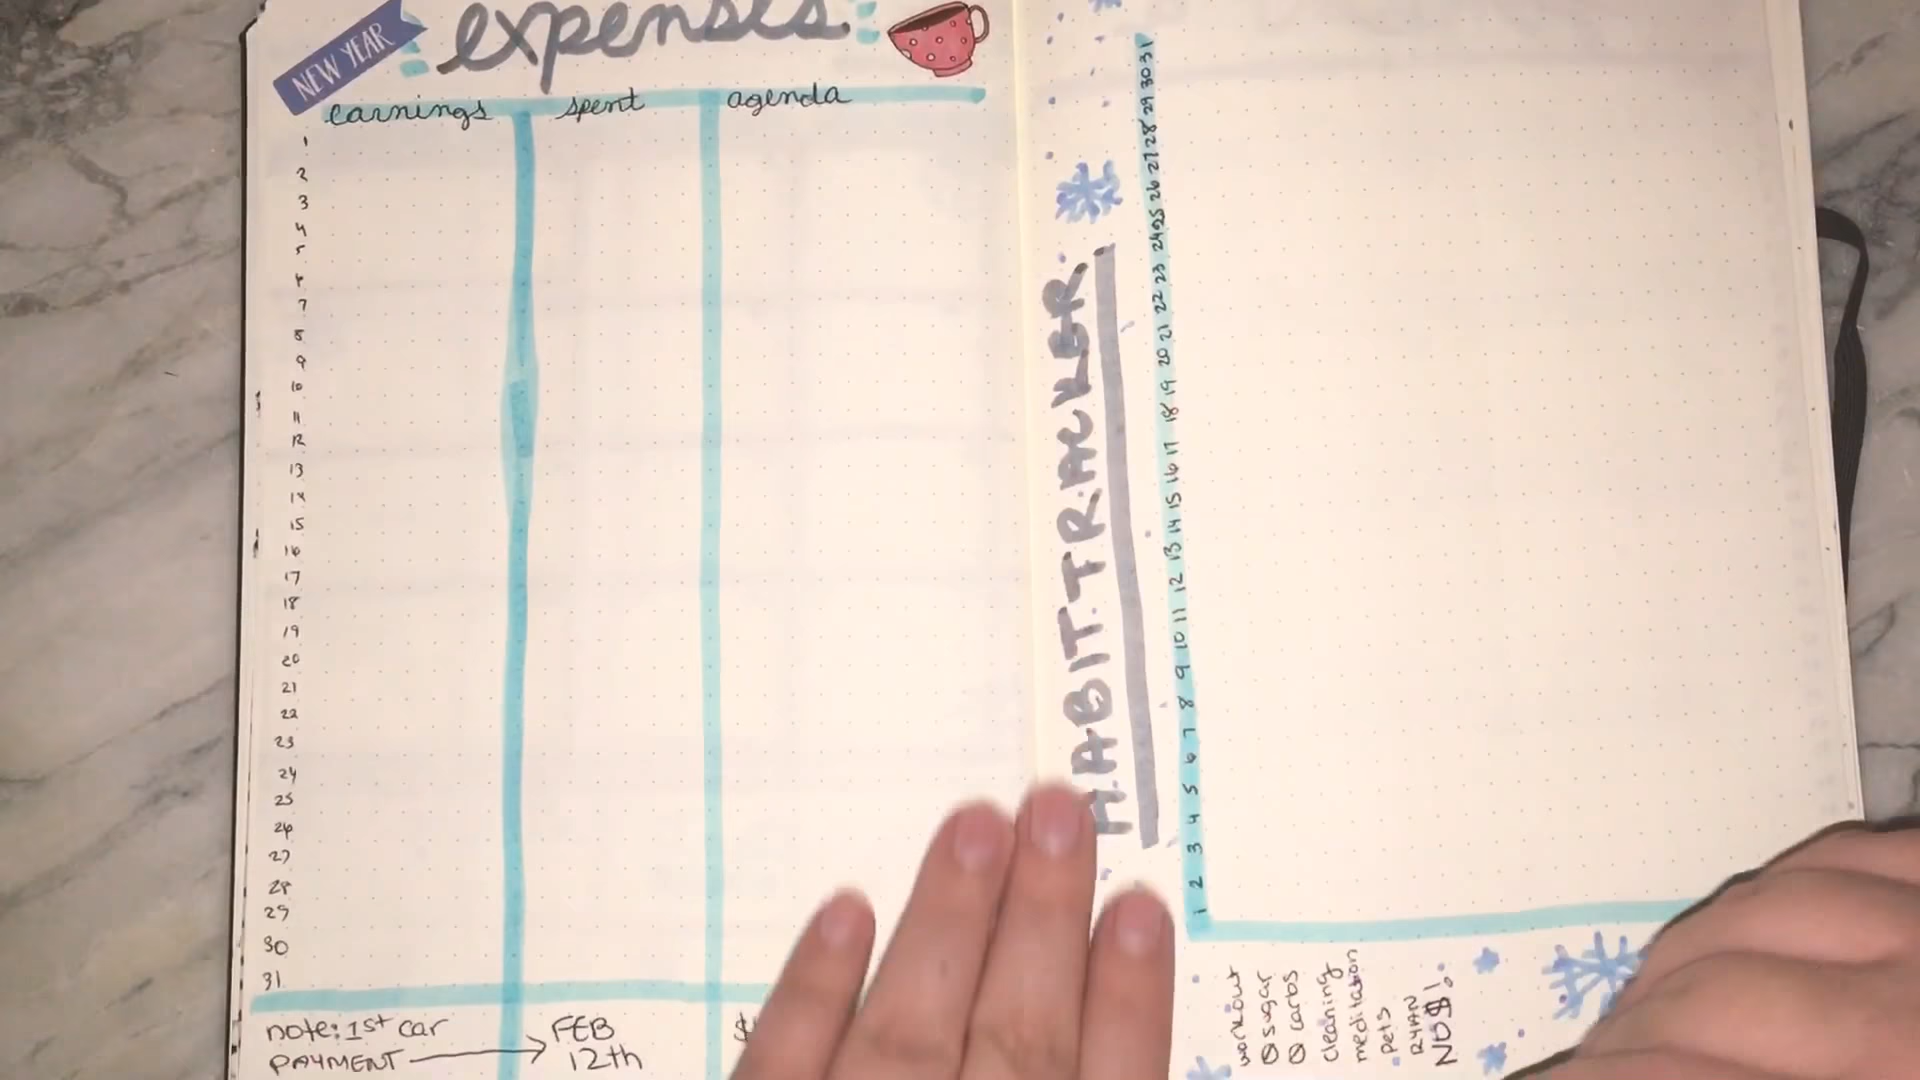 NEW YEAR
expenses
earnings spent agenda
1
2
3
4
5
6
7
8
9
10
11
12
13
14
15
16
17
18
19
20
21
22
23
24
25
26
27
28
29
30
31
note: 1st car
PAYMENT → FEB
12th
HABIT.TRACKER.
1 2 3 4 5 6 7 8 9 10 11 12 13 14 15 16 17 18 19 20 21 22 23 24 25 26 27 28 29 30 31
workout
0 sugar
0 carbs
cleaning
meditation
pets
RYAN
NO$!